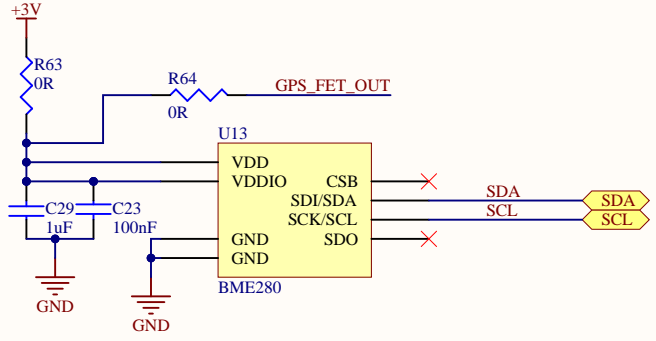 +3V
R63
0R
R64
0R
GPS_FET_OUT
U13
VDD
VDDIO
CSB
SDI/SDA
SCK/SCL
GND
SDO
GND
BME280
SDA
SDA
SCL
SCL
C29
1uF
C23
100nF
GND
GND